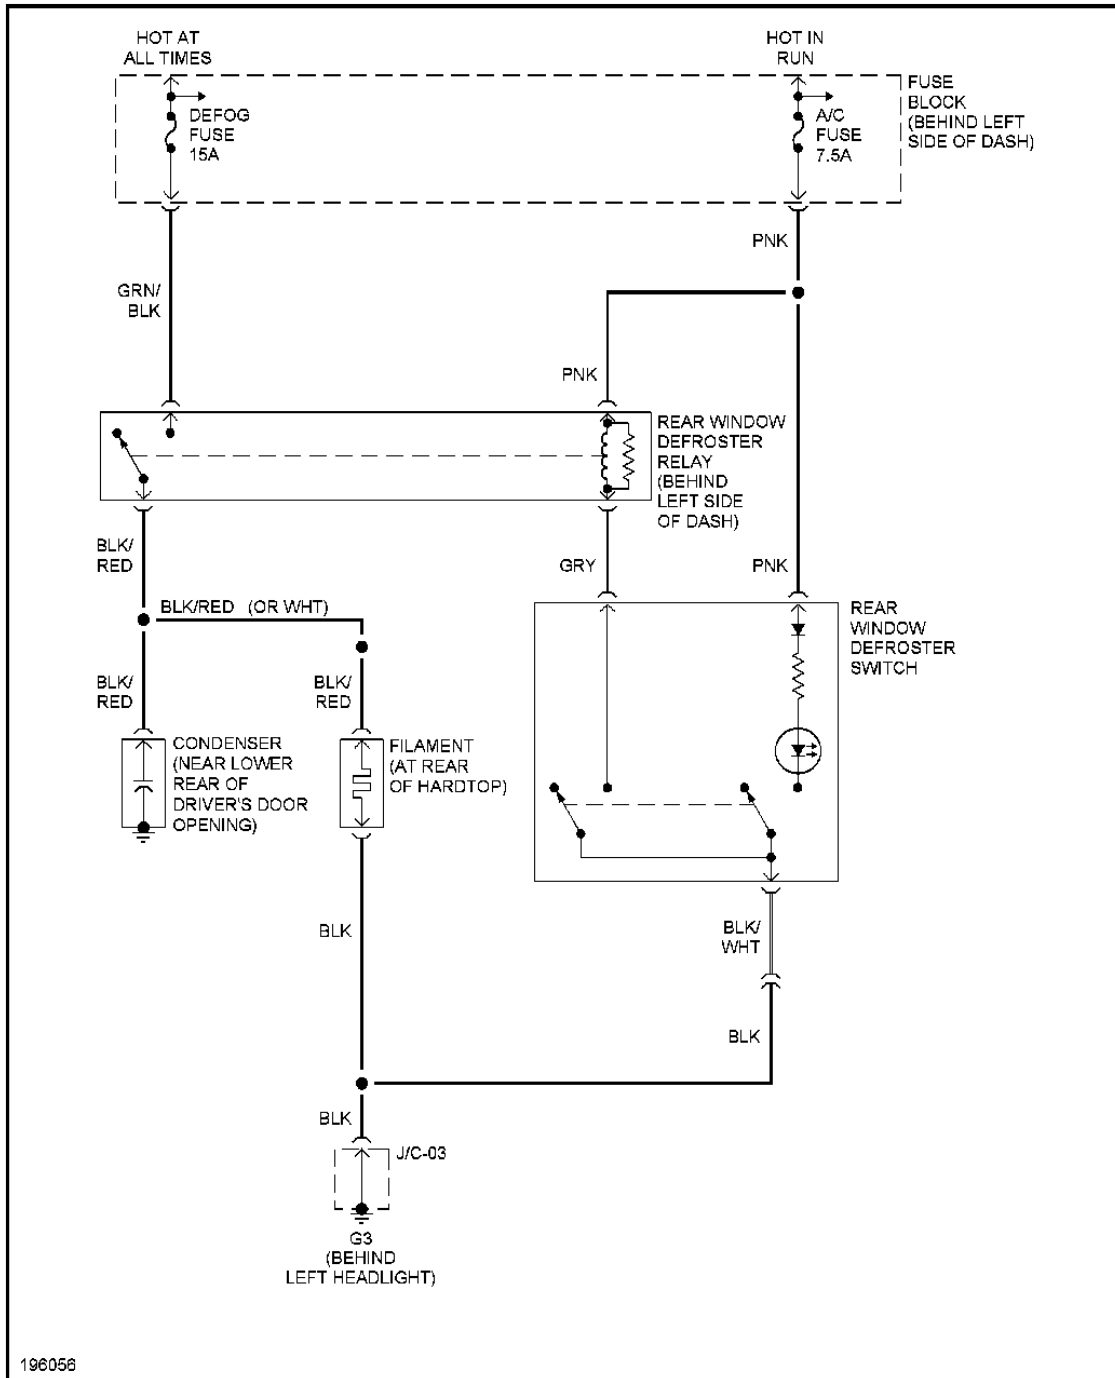 HOT AT
ALL TIMES
HOT IN
RUN
DEFOG
FUSE
15A
A/C
FUSE
7.5A
FUSE
BLOCK
(BEHIND LEFT
SIDE OF DASH)
PNK
GRN/
BLK
PNK
REAR WINDOW
DEFROSTER
RELAY
(BEHIND
LEFT SIDE
OF DASH)
BLK/
RED
GRY
PNK
BLK/RED (OR WHT)
REAR
WINDOW
DEFROSTER
SWITCH
BLK/
RED
BLK/
RED
CONDENSER
(NEAR LOWER
REAR OF
DRIVER'S DOOR
OPENING)
FILAMENT
(AT REAR
OF HARDTOP)
BLK
BLK/
WHT
BLK
BLK
J/C-03
G3
(BEHIND
LEFT HEADLIGHT)
196056